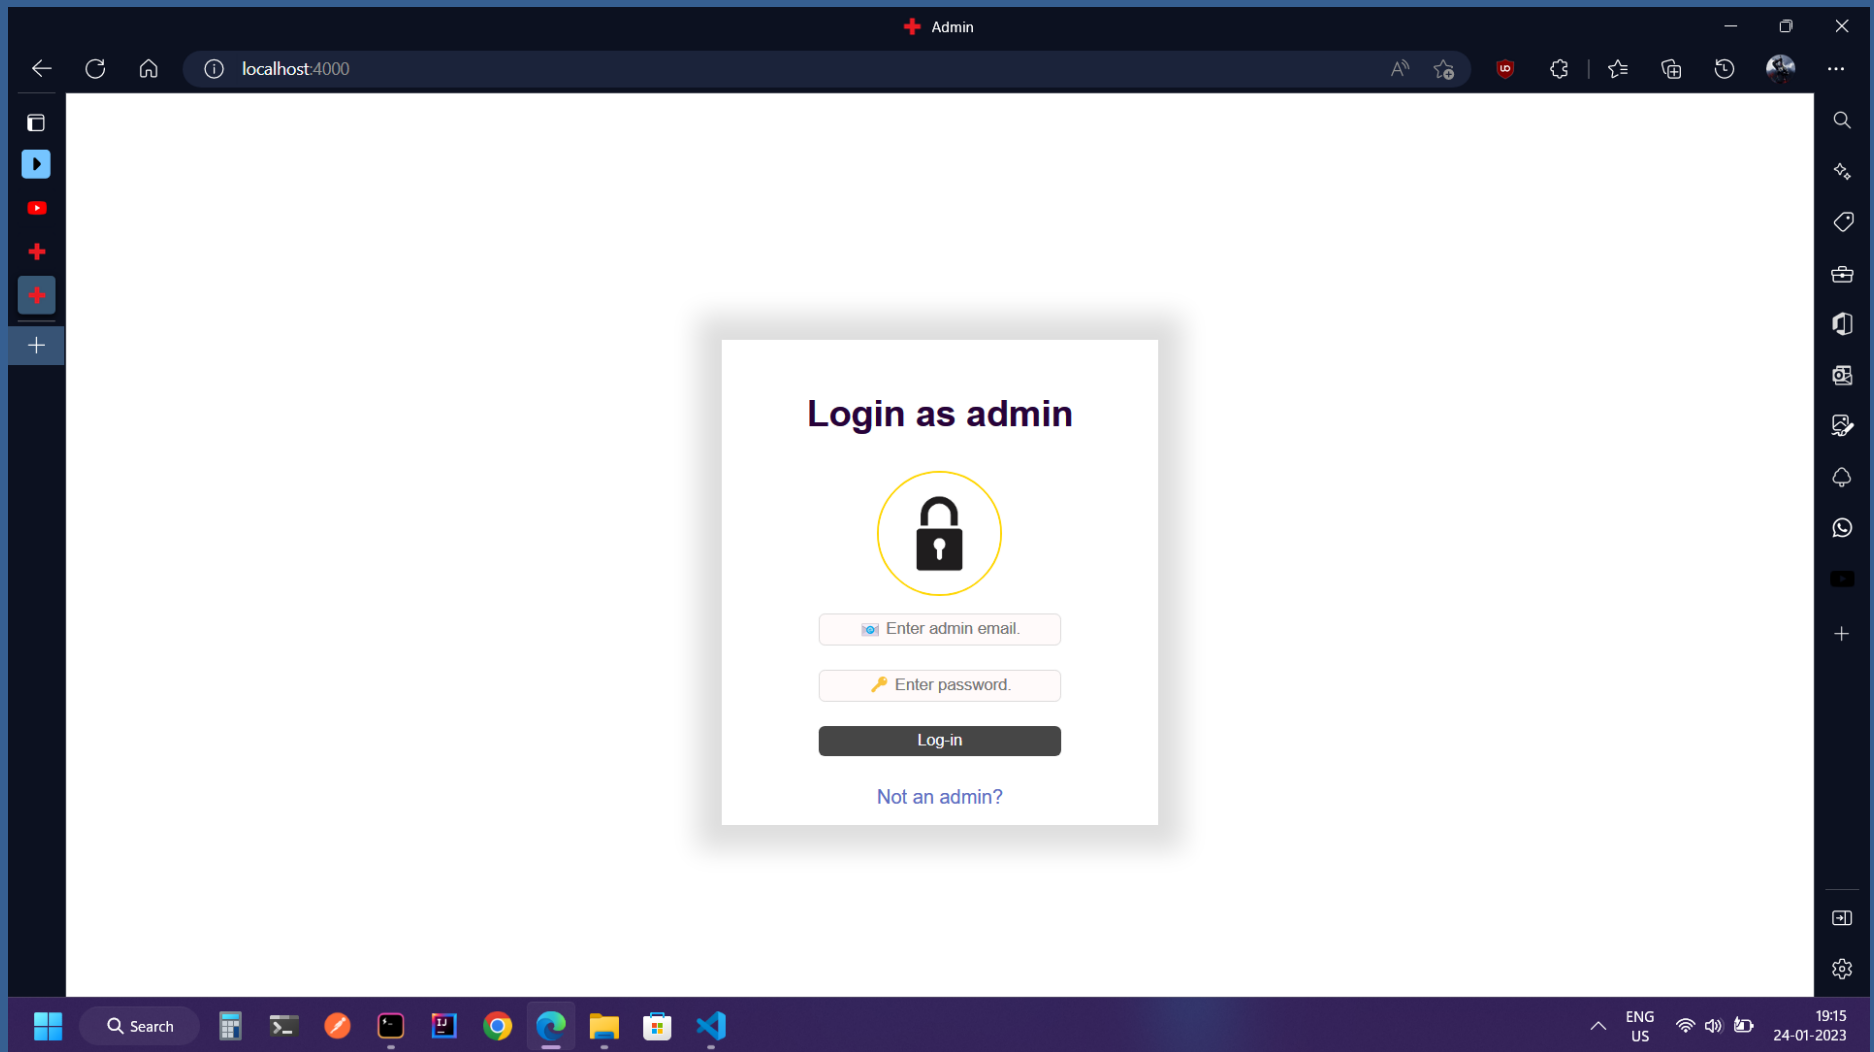 Admin
localhost:4000
Login as admin
Enter admin email.
Enter password.
Log-in
Not an admin?
Search
ENG
US
19:15
24-01-2023